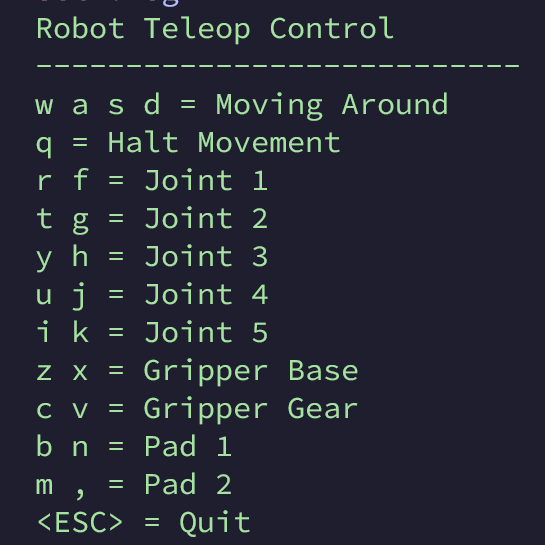 Robot Teleop Control
---------------------------
w a s d = Moving Around
q = Halt Movement
r f = Joint 1
t g = Joint 2
y h = Joint 3
u j = Joint 4
i k = Joint 5
z x = Gripper Base
c v = Gripper Gear
b n = Pad 1
m , = Pad 2
<ESC> = Quit